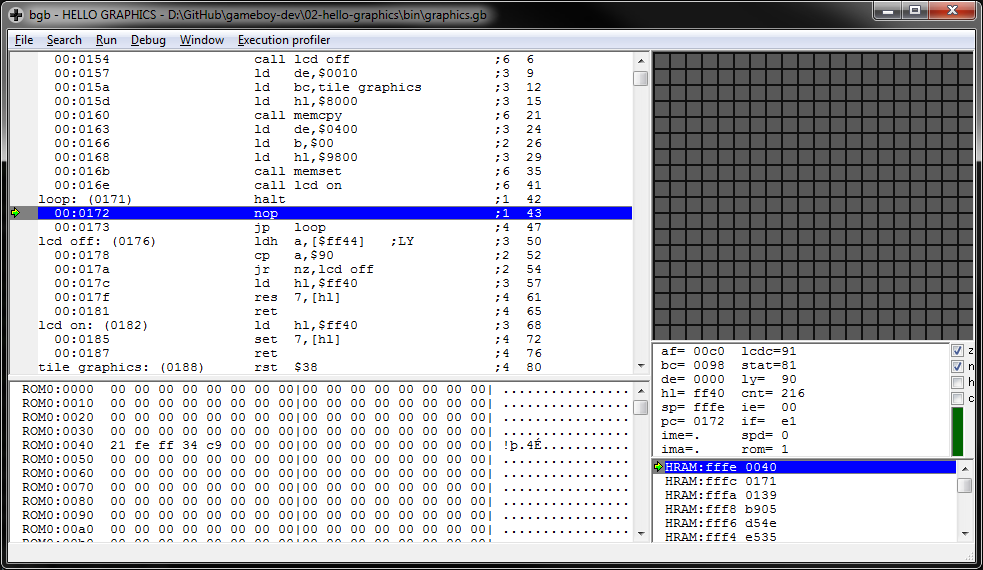 bgb - HELLO GRAPHICS - D:\GitHub\gameboy-dev\02-hello-graphics\bin\graphics.gb
File Search Run Debug Window Execution profiler
00:0154 call lcd off ;6 6
00:0157 ld de,$0010 ;3 9
00:015a ld bc,tile graphics ;3 12
00:015d ld hl,$8000 ;3 15
00:0160 call memcpy ;6 21
00:0163 ld de,$0400 ;3 24
00:0166 ld b,$00 ;2 26
00:0168 ld hl,$9800 ;3 29
00:016b call memset ;6 35
00:016e call lcd on ;6 41
loop: (0171) halt ;1 42
00:0172 nop ;1 43
00:0173 jp loop ;4 47
lcd off: (0176) ldh a,[$ff44] ;LY ;3 50
00:0178 cp a,$90 ;2 52
00:017a jr nz,lcd off ;2 54
00:017c ld hl,$ff40 ;3 57
00:017f res 7,[hl] ;4 61
00:0181 ret ;4 65
lcd on: (0182) ld hl,$ff40 ;3 68
00:0185 set 7,[hl] ;4 72
00:0187 ret ;4 76
tile graphics: (0188) rst $38 ;4 80
af= 00c0 lcdc=91 z
bc= 0098 stat=81 n
de= 0000 ly= 90 h
hl= ff40 cnt= 216 c
sp= fffe ie= 00
pc= 0172 if= e1
ime=. spd= 0
ima=. rom= 1
ROM0:0000 00 00 00 00 00 00 00 00|00 00 00 00 00 00 00 00| ................
ROM0:0010 00 00 00 00 00 00 00 00|00 00 00 00 00 00 00 00| ................
ROM0:0020 00 00 00 00 00 00 00 00|00 00 00 00 00 00 00 00| ................
ROM0:0030 00 00 00 00 00 00 00 00|00 00 00 00 00 00 00 00| ................
ROM0:0040 21 fe ff 34 c9 00 00 00|00 00 00 00 00 00 00 00| !þ.4É...........
ROM0:0050 00 00 00 00 00 00 00 00|00 00 00 00 00 00 00 00| ................
ROM0:0060 00 00 00 00 00 00 00 00|00 00 00 00 00 00 00 00| ................
ROM0:0070 00 00 00 00 00 00 00 00|00 00 00 00 00 00 00 00| ................
ROM0:0080 00 00 00 00 00 00 00 00|00 00 00 00 00 00 00 00| ................
ROM0:0090 00 00 00 00 00 00 00 00|00 00 00 00 00 00 00 00| ................
ROM0:00a0 00 00 00 00 00 00 00 00|00 00 00 00 00 00 00 00| ................
ROM0:00b0 00 00 00 00 00 00 00 00|00 00 00 00 00 00 00 00| ................
HRAM:fffe 0040
HRAM:fffc 0171
HRAM:fffa 0139
HRAM:fff8 b905
HRAM:fff6 d54e
HRAM:fff4 e535